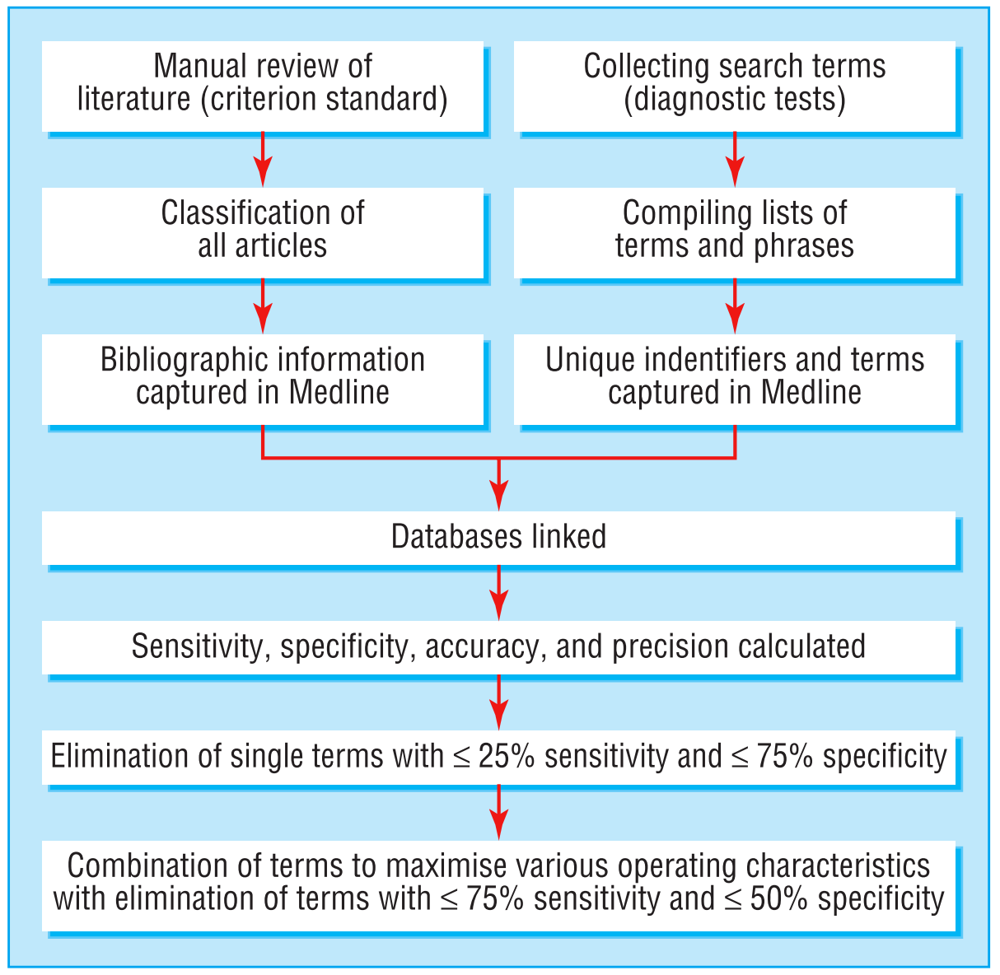 Manual review of
literature (criterion standard)
Collecting search terms
(diagnostic tests)
Classification of
all articles
Compiling lists of
terms and phrases
Bibliographic information
captured in Medline
Unique indentifiers and terms
captured in Medline
Databases linked
Sensitivity, specificity, accuracy, and precision calculated
Elimination of single terms with ≤ 25% sensitivity and ≤ 75% specificity
Combination of terms to maximise various operating characteristics
with elimination of terms with ≤ 75% sensitivity and ≤ 50% specificity